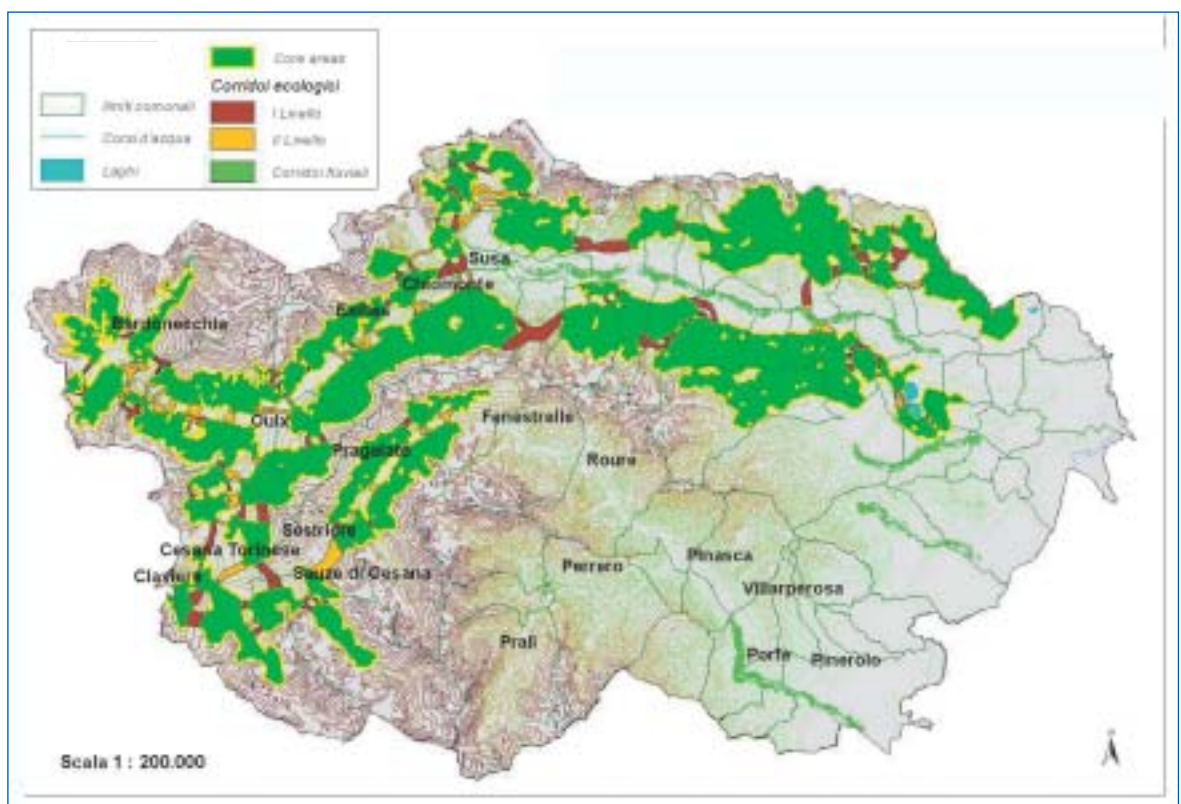 Core areas
Corridoi ecologici
limiti comunali
I Livello
Corsi d'acqua
II Livello
Laghi
Corridoi fluviali
Susa
Chiomonte
Exilles
Bardonecchia
Oulx
Fenestrelle
Pragelato
Roure
Sestriere
Cesana Torinese
Pinasca
Claviere
Sauze di Cesana
Perrero
Villarperosa
Prali
Porte
Pinerolo
Scala 1 : 200.000